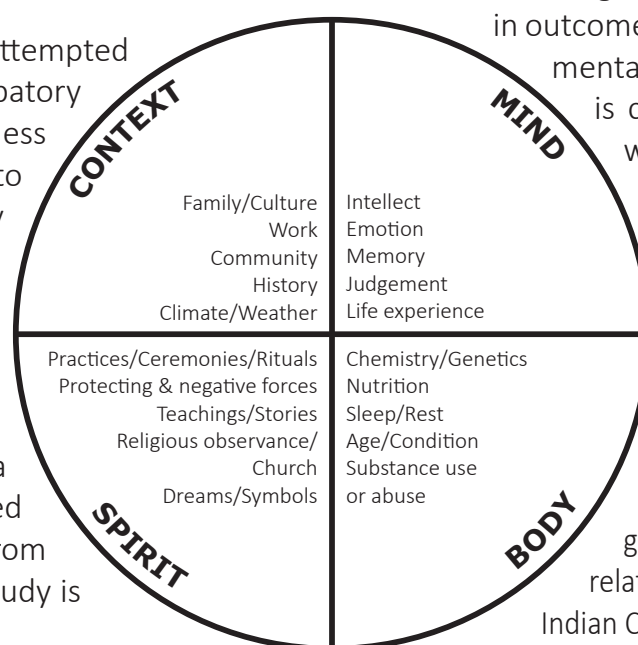 ttempted
patory
ess
to
a
ed
rom
udy is
in outcome
menta
is
CONTEXT
Family/Culture
Work
Community
History
Climate/Weather
MIND
Intellect
Emotion
Memory
Judgement
Life experience
Practices/Ceremonies/Rituals
Protecting & negative forces
Teachings/Stories
Religious observance/
Church
Dreams/Symbols
SPIRIT
Chemistry/Genetics
Nutrition
Sleep/Rest
Age/Condition
Substance use
or abuse
BODY
g
relat
Indian